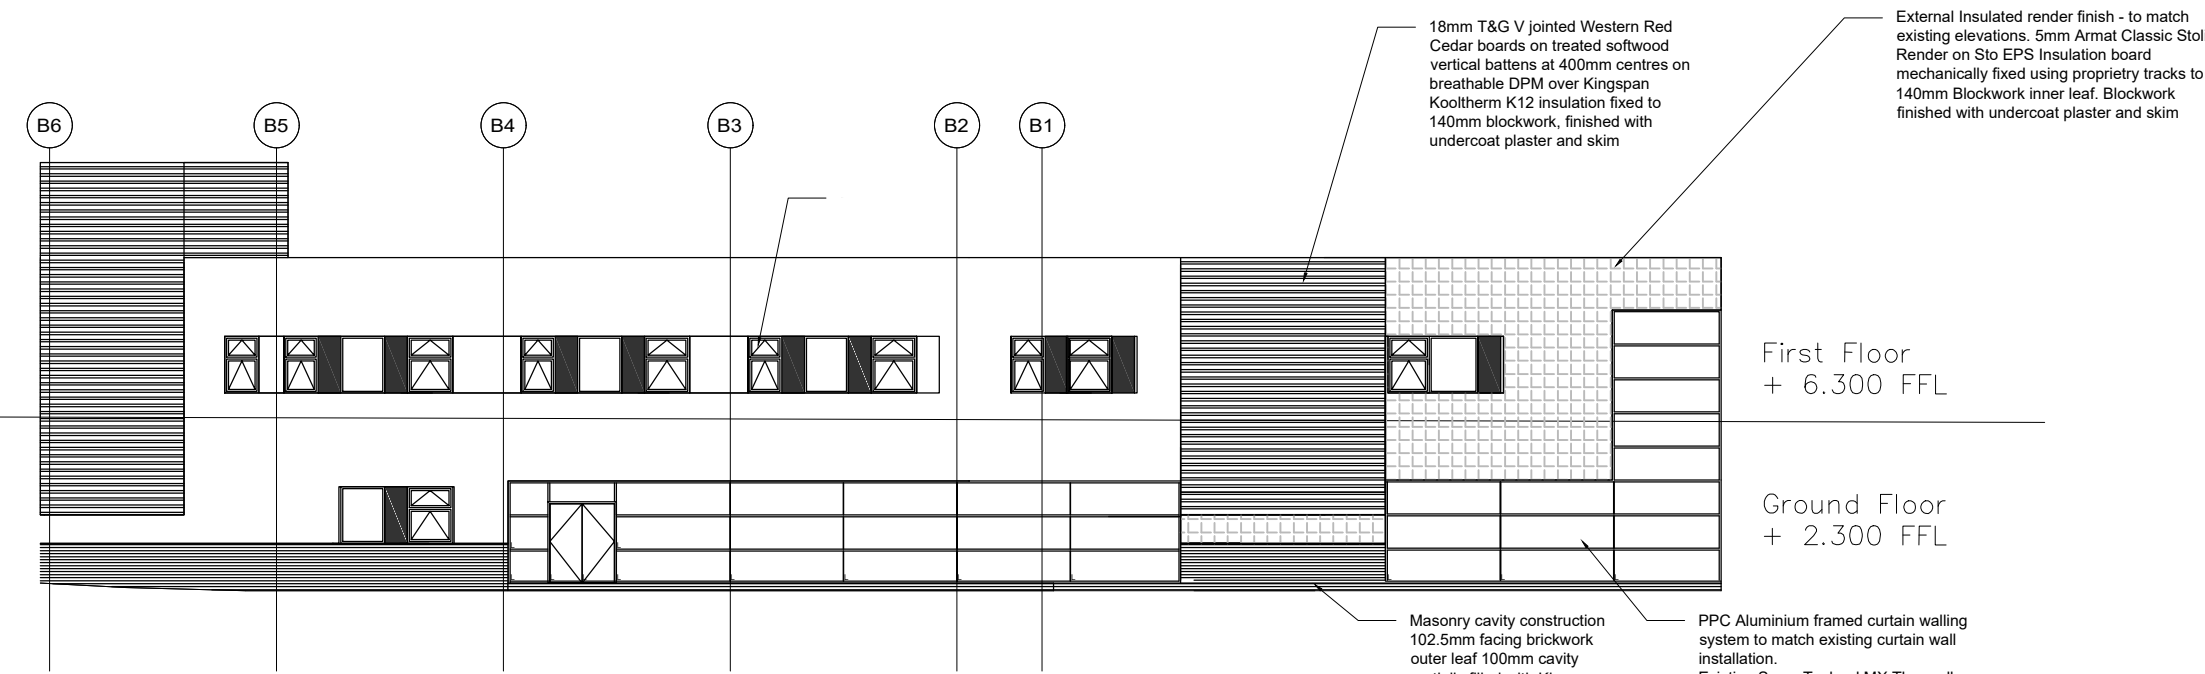 18mm T&G V jointed Western Red
Cedar boards on treated softwood
vertical battens at 400mm centres on
breathable DPM over Kingspan
Kooltherm K12 insulation fixed to
140mm blockwork, finished with
undercoat plaster and skim
External Insulated render finish - to match
existing elevations. 5mm Armat Classic
Render on Sto EPS Insulation board
mechanically fixed using proprietry tracks to
140mm Blockwork inner leaf. Blockwork
finished with undercoat plaster and skim
B6
B5
B4
B3
B2
B1
First Floor
+ 6.300 FFL
Ground Floor
+ 2.300 FFL
Masonry cavity construction
102.5mm facing brickwork
outer leaf 100mm cavity
PPC Aluminium framed curtain walling
system to match existing curtain wall
installation.